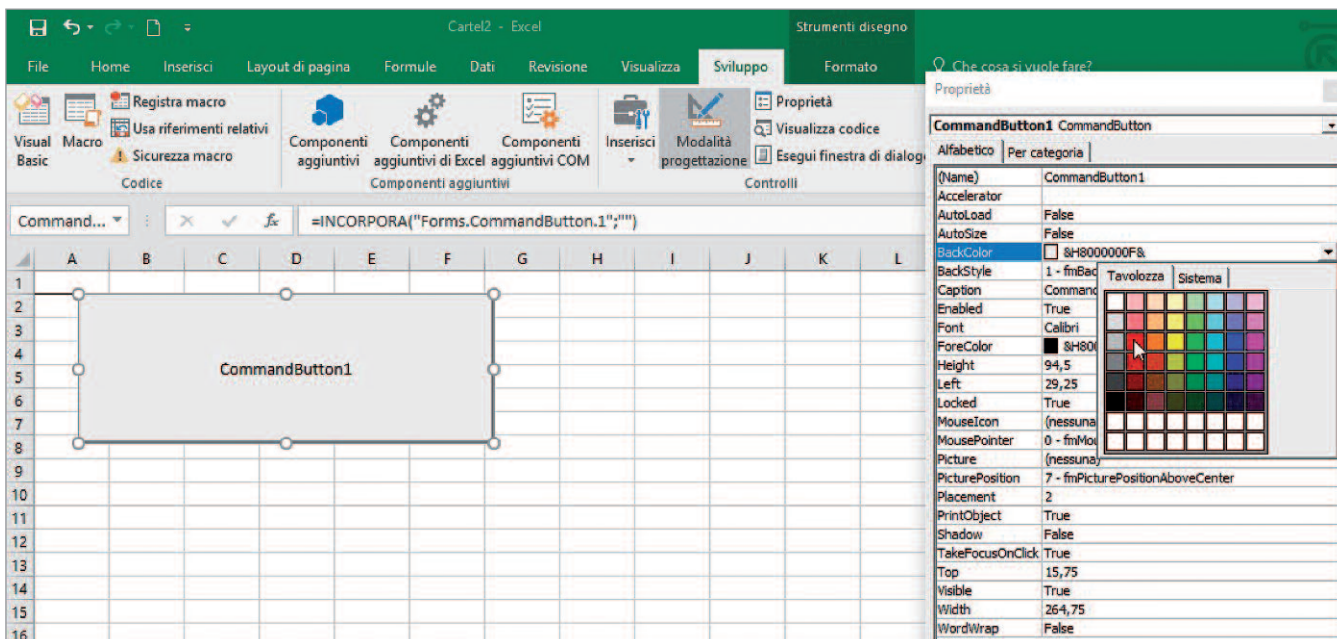 Cartel2 - Excel
Strumenti disegno
File Home Inserisci Layout di pagina Formule Dati Revisione Visualizza Sviluppo Formato Che cosa si vuole fare?
Visual Basic
Macro
Registra macro
Usa riferimenti relativi
Sicurezza macro
Codice
Componenti aggiuntivi
Componenti aggiuntivi di Excel
Componenti aggiuntivi COM
Componenti aggiuntivi
Inserisci
Modalità progettazione
Proprietà
Visualizza codice
Esegui finestra di dialogo
Controlli
Command... fx =INCORPORA("Forms.CommandButton.1";"")
A B C D E F G H I J K L
1
2
3
4
5
6
7
8
9
10
11
12
13
14
15
16
CommandButton1
Proprietà
CommandButton1 CommandButton
Alfabetico Per categoria
(Name) CommandButton1
Accelerator
AutoLoad False
AutoSize False
BackColor &H8000000F&
BackStyle 1 - fmBac
Caption Command
Enabled True
Font Calibri
ForeColor &H800
Height 94,5
Left 29,25
Locked True
MouseIcon (nessuna
MousePointer 0 - fmMou
Picture (nessuna)
PicturePosition 7 - fmPicturePositionAboveCenter
Placement 2
PrintObject True
Shadow False
TakeFocusOnClick True
Top 15,75
Visible True
Width 264,75
WordWrap False
Tavolozza Sistema